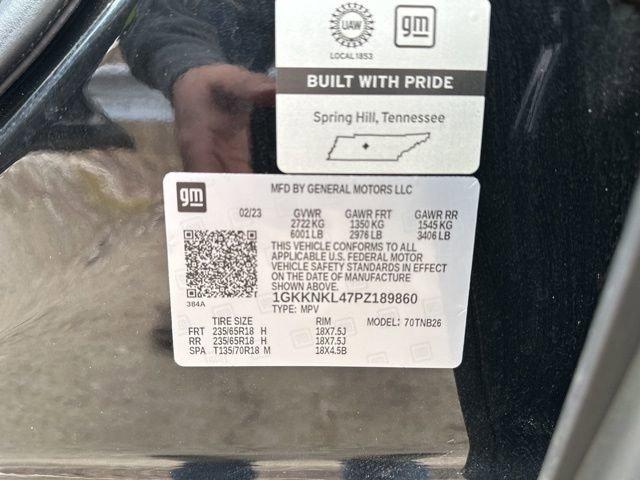 UAW
gm
LOCAL 1853
BUILT WITH PRIDE
Spring Hill, Tennessee
gm
MFD BY GENERAL MOTORS LLC
02/23 GVWR GAWR FRT GAWR RR
2722 KG 1350 KG 1545 KG
6001 LB 2976 LB 3406 LB
THIS VEHICLE CONFORMS TO ALL
APPLICABLE U.S. FEDERAL MOTOR
VEHICLE SAFETY STANDARDS IN EFFECT
ON THE DATE OF MANUFACTURE
SHOWN ABOVE.
1GKKNKL47PZ189860
384A
TYPE: MPV
TIRE SIZE RIM MODEL: 70TNB26
FRT 235/65R18 H 18X7.5J
RR 235/65R18 H 18X7.5J
SPA T135/70R18 M 18X4.5B